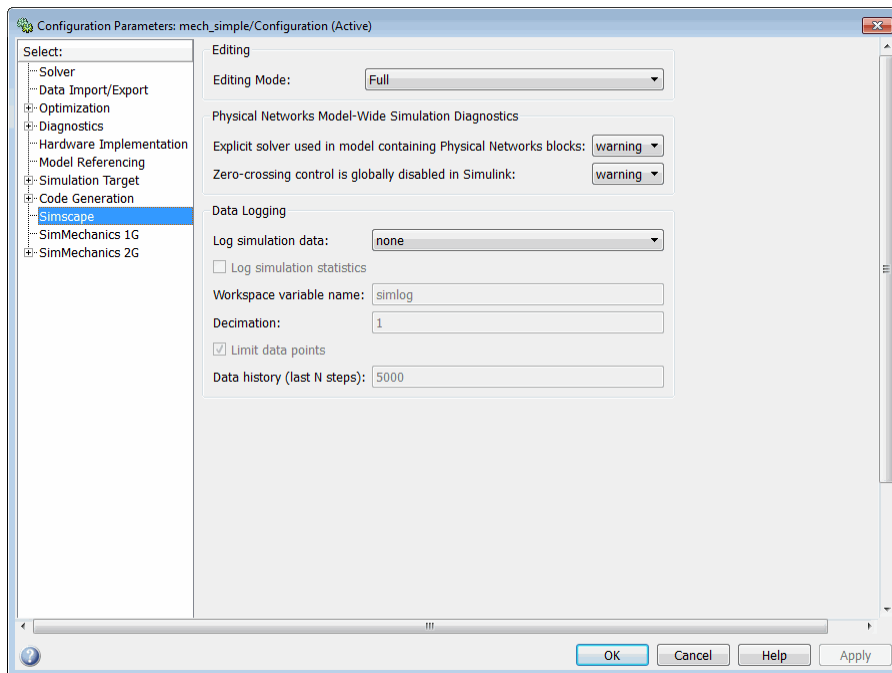 Configuration Parameters: mech_simple/Configuration (Active)
Select:
Solver
Data Import/Export
Optimization
Diagnostics
Hardware Implementation
Model Referencing
Simulation Target
Code Generation
Simscape
SimMechanics 1G
SimMechanics 2G
Editing
Editing Mode: Full
Physical Networks Model-Wide Simulation Diagnostics
Explicit solver used in model containing Physical Networks blocks: warning
Zero-crossing control is globally disabled in Simulink: warning
Data Logging
Log simulation data: none
Log simulation statistics
Workspace variable name: simlog
Decimation: 1
Limit data points
Data history (last N steps): 5000
OK Cancel Help Apply